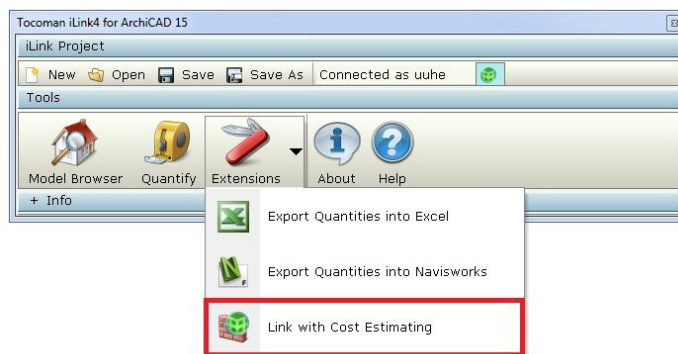 Tocoman iLink4 for ArchiCAD 15
iLink Project
New Open Save Save As Connected as uuhe
Tools
Model Browser Quantify Extensions About Help
+ Info
Export Quantities into Excel
Export Quantities into Navisworks
Link with Cost Estimating